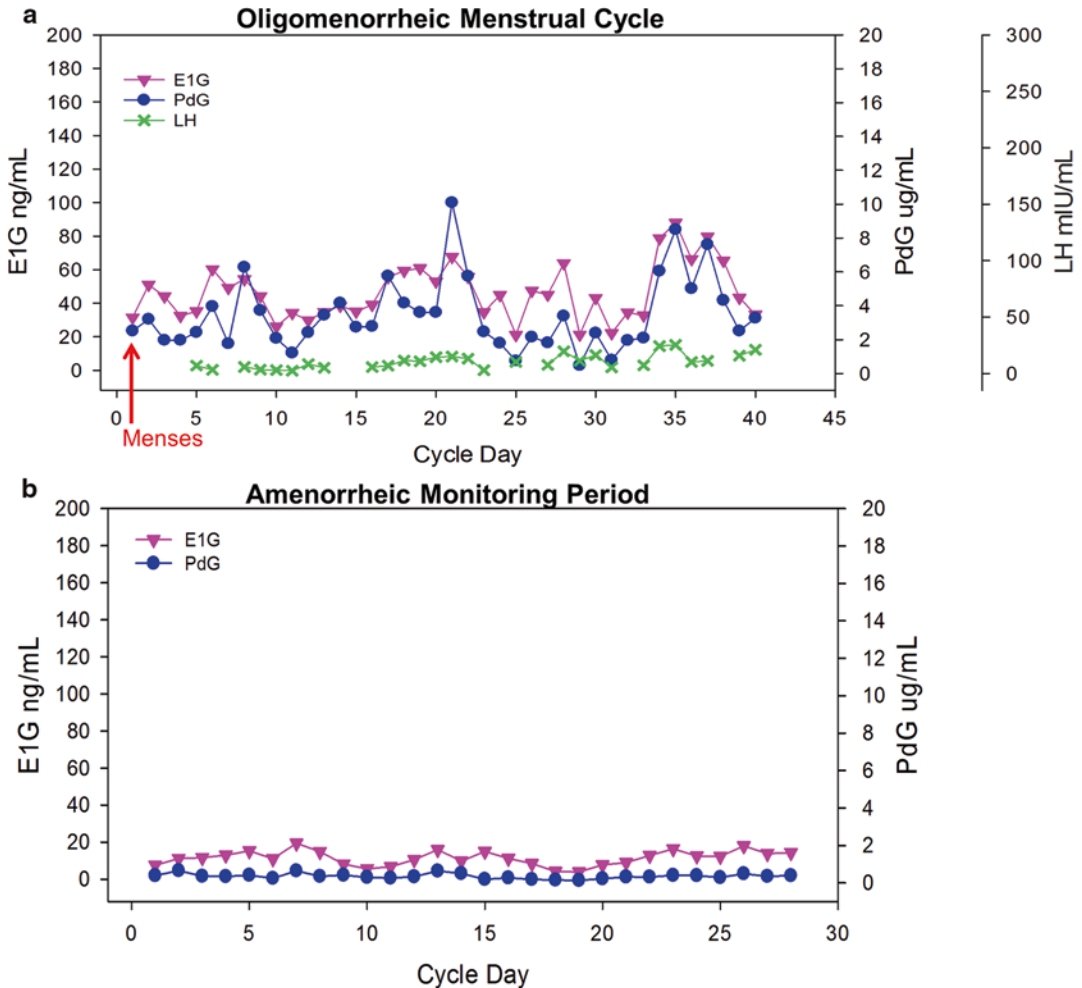 a
Oligomenorrheic Menstrual Cycle
200
180
160
140
120
100
80
60
40
20
0
E1G ng/mL
E1G
PdG
LH
20
18
16
14
12
10
8
6
4
2
0
PdG ug/mL
300
250
200
150
100
50
0
LH mIU/mL
0 5 10 15 20 25 30 35 40 45
Menses
Cycle Day
b
Amenorrheic Monitoring Period
200
180
160
140
120
100
80
60
40
20
0
E1G ng/mL
E1G
PdG
20
18
16
14
12
10
8
6
4
2
0
PdG ug/mL
0 5 10 15 20 25 30
Cycle Day